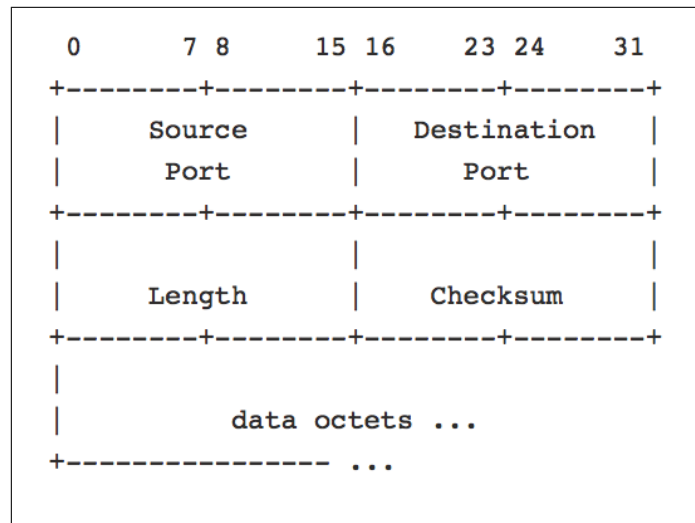 0 7 8 15 16 23 24 31
+--------+--------+--------+--------+
| Source | Destination |
| Port | Port |
+--------+--------+--------+--------+
| | |
| Length | Checksum |
+--------+--------+--------+--------+
|
| data octets ...
+---------------- ...